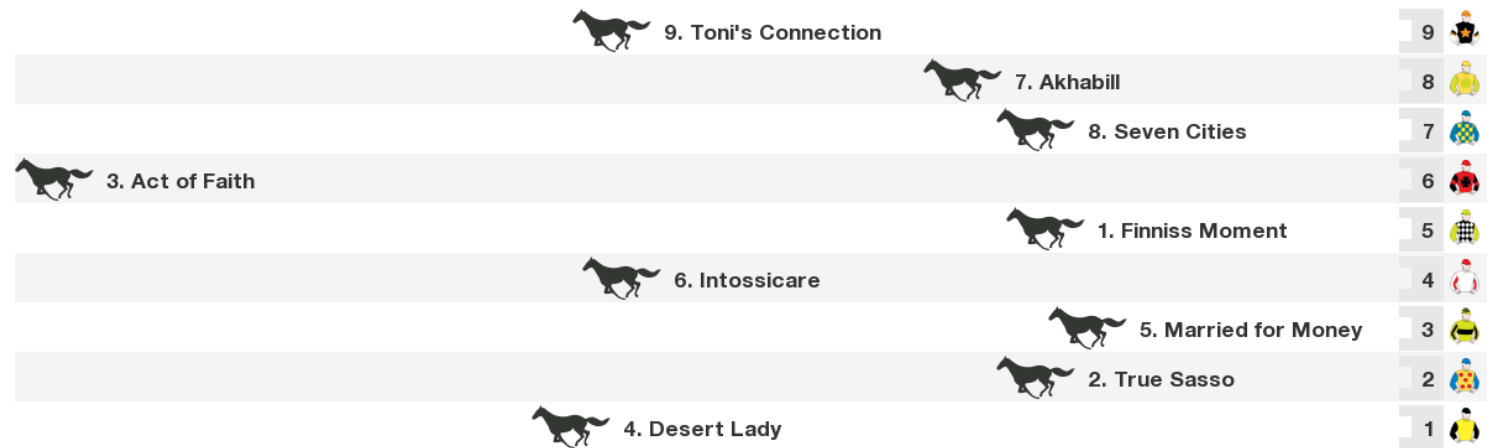 9. Toni's Connection 9
7. Akhabill 8
8. Seven Cities 7
3. Act of Faith 6
1. Finniss Moment 5
6. Intossicare 4
5. Married for Money 3
2. True Sasso 2
4. Desert Lady 1